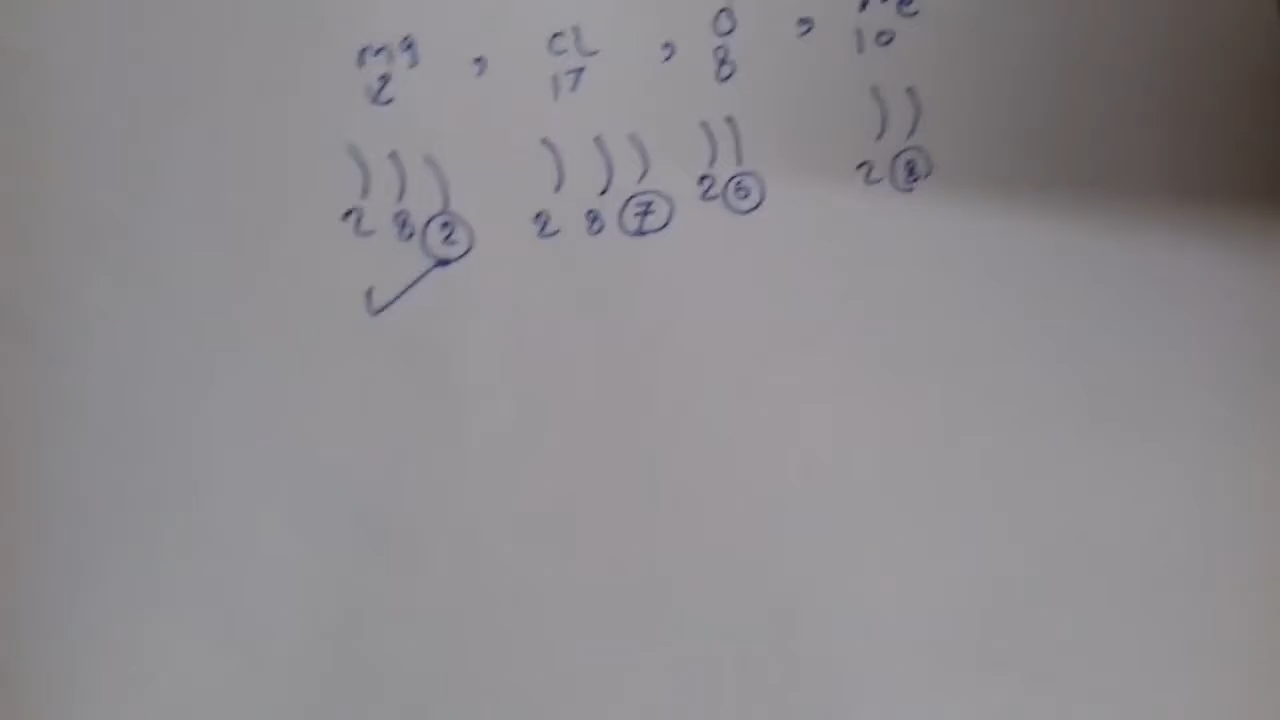 Mg , Cl , O , Ne
2 17 8 10
) ) ) ) ) ) ) ) ) )
2 8 2 2 8 7 2 6 2 8